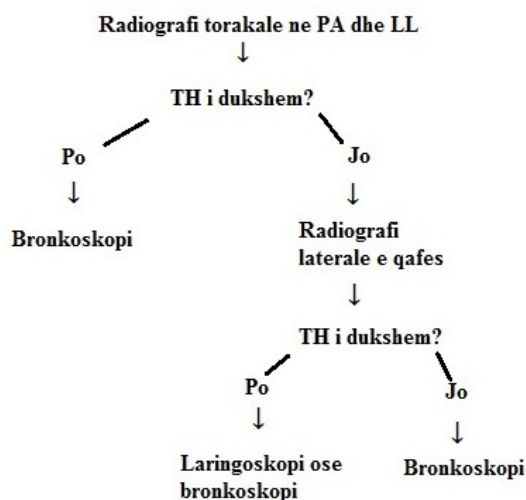 Radiografi torakale ne PA dhe LL
↓
TH i dukshem?
Po
Jo
↓
↓
Bronkoskopi
Radiografi
laterale e qafes
↓
TH i dukshem?
Po
Jo
↓
↓
Laringoskopi ose
bronkoskopi
Bronkoskopi